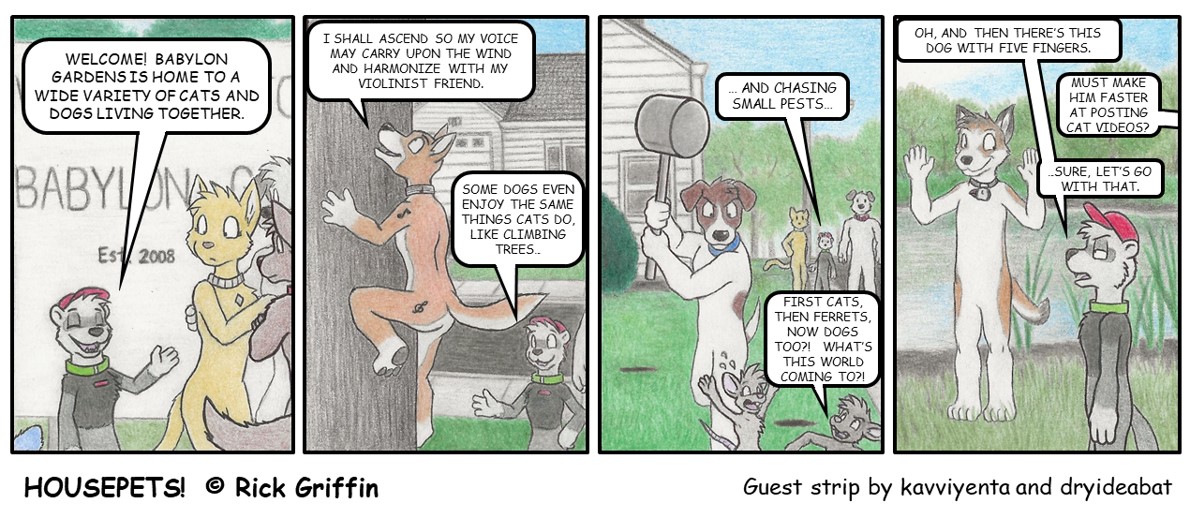 WELCOME! BABYLON
GARDENS IS HOME TO A
WIDE VARIETY OF CATS AND
DOGS LIVING TOGETHER.
BABYLON G
Est. 2008
I SHALL ASCEND SO MY VOICE
MAY CARRY UPON THE WIND
AND HARMONIZE WITH MY
VIOLINIST FRIEND.
SOME DOGS EVEN
ENJOY THE SAME
THINGS CATS DO,
LIKE CLIMBING
TREES...
... AND CHASING
SMALL PESTS...
FIRST CATS,
THEN FERRETS,
NOW DOGS
TOO?! WHAT'S
THIS WORLD
COMING TO?!
OH, AND THEN THERE'S THIS
DOG WITH FIVE FINGERS.
MUST MAKE
HIM FASTER
AT POSTING
CAT VIDEOS?
...SURE, LET'S GO
WITH THAT.
HOUSEPETS! © Rick Griffin
Guest strip by kavviyenta and dryideabat